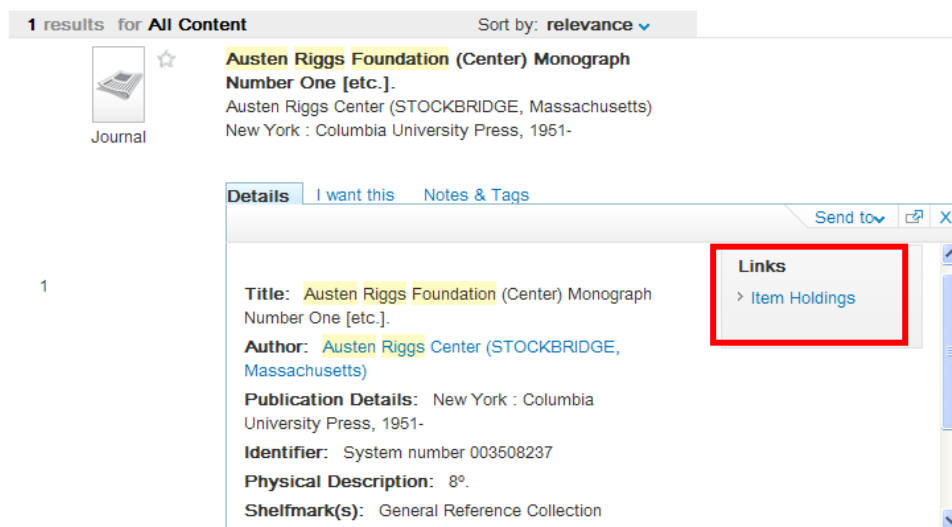 1 results for All Content Sort by: relevance
Austen Riggs Foundation (Center) Monograph
Number One [etc.].
Austen Riggs Center (STOCKBRIDGE, Massachusetts)
New York : Columbia University Press, 1951-
Journal
Details I want this Notes & Tags
Send to X
1
Links
Item Holdings
Title: Austen Riggs Foundation (Center) Monograph
Number One [etc.].
Author: Austen Riggs Center (STOCKBRIDGE,
Massachusetts)
Publication Details: New York : Columbia
University Press, 1951-
Identifier: System number 003508237
Physical Description: 8º.
Shelfmark(s): General Reference Collection